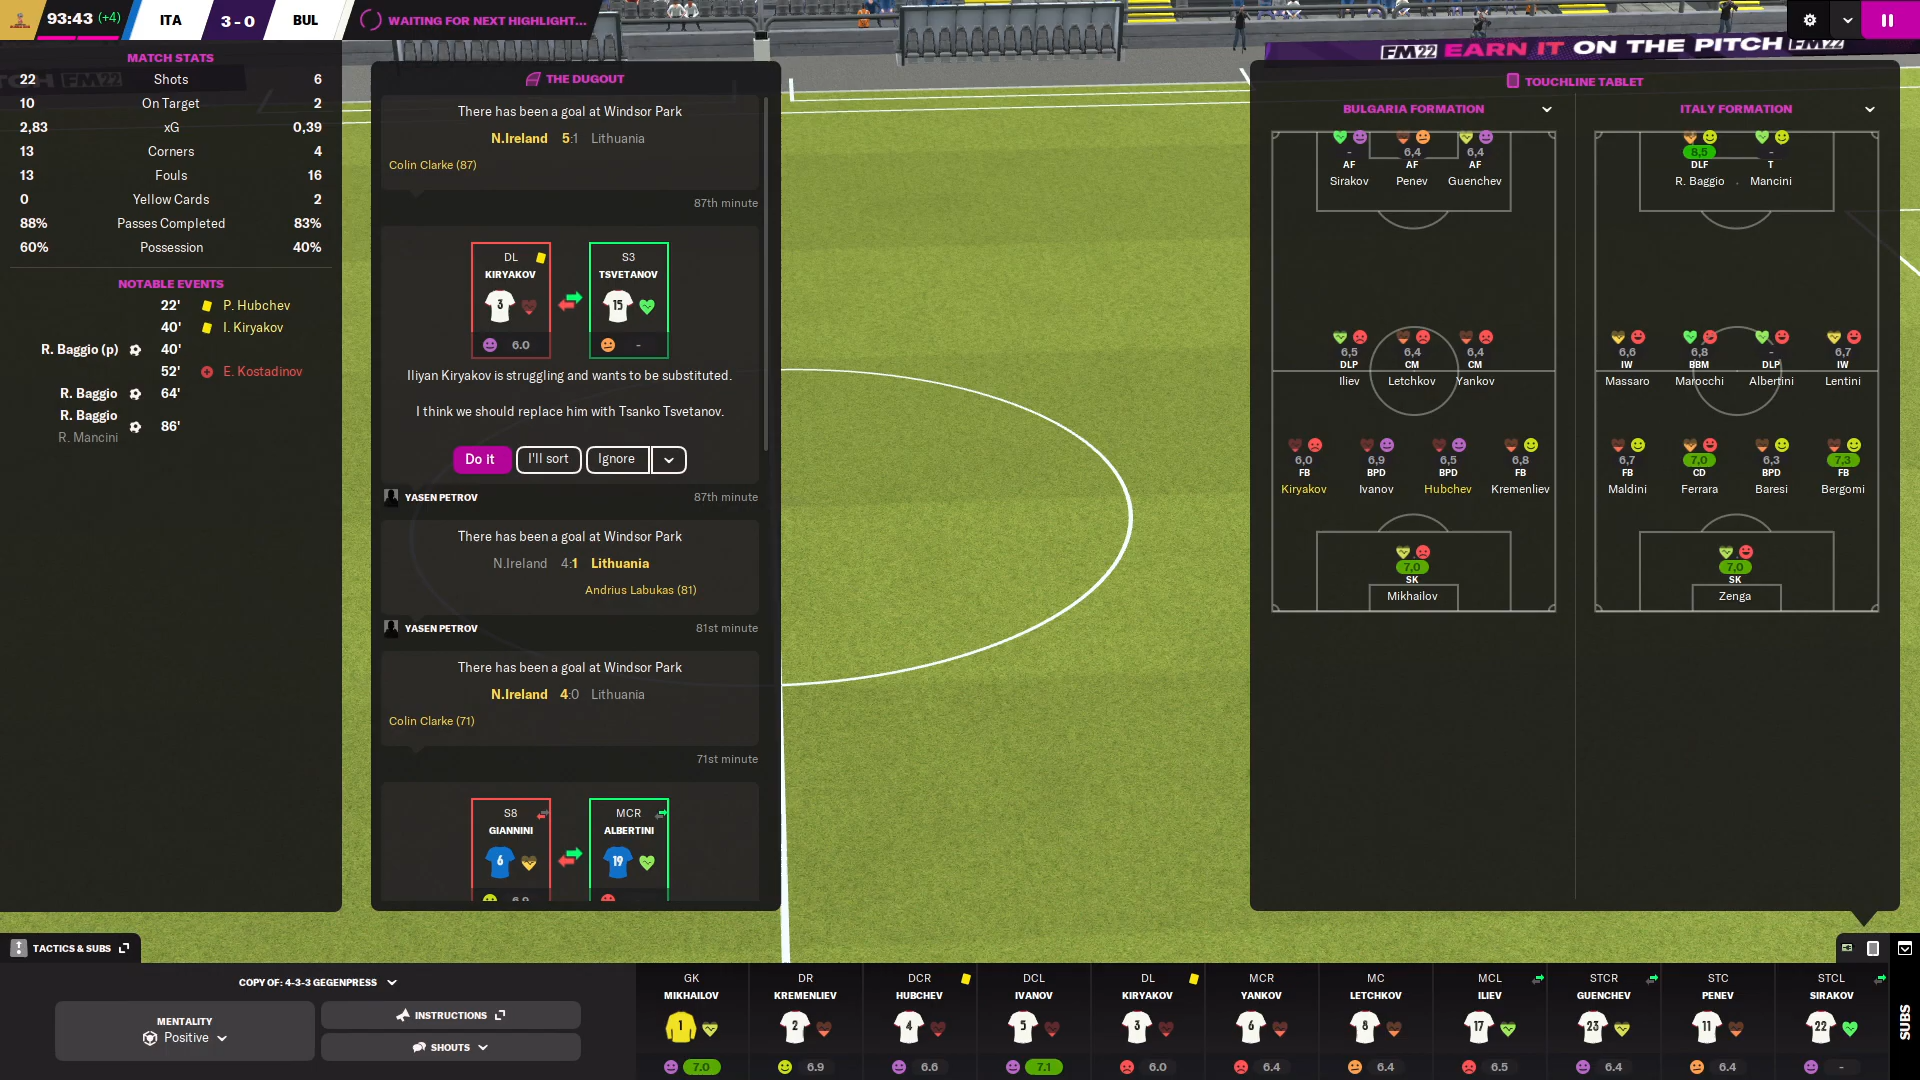 93:43 (+4) ITA 3 - 0 BUL
WAITING FOR NEXT HIGHLIGHT...
FM22 EARN IT ON THE PITCH FM22
MATCH STATS
22 Shots 6
10 On Target 2
2,83 xG 0,39
13 Corners 4
13 Fouls 16
0 Yellow Cards 2
88% Passes Completed 83%
60% Possession 40%
NOTABLE EVENTS
22' P. Hubchev
40' I. Kiryakov
R. Baggio (p) 40'
52' E. Kostadinov
R. Baggio 64'
R. Baggio
R. Mancini 86'
THE DUGOUT
There has been a goal at Windsor Park
N.Ireland 5:1 Lithuania
Colin Clarke (87)
87th minute
DL S3
KIRYAKOV TSVETANOV
3 15
6.0 -
Iliyan Kiryakov is struggling and wants to be substituted.
I think we should replace him with Tsanko Tsvetanov.
Do it I'll sort Ignore
YASEN PETROV 87th minute
There has been a goal at Windsor Park
N.Ireland 4:1 Lithuania
Andrius Labukas (81)
YASEN PETROV 81st minute
There has been a goal at Windsor Park
N.Ireland 4:0 Lithuania
Colin Clarke (71)
71st minute
S8 MCR
GIANNINI ALBERTINI
6 19
TOUCHLINE TABLET
BULGARIA FORMATION
- 6,4 6,4
AF AF AF
Sirakov Penev Guenchev
6,5 6,4 6,4
DLP CM CM
Iliev Letchkov Yankov
6,0 6,9 6,5 6,8
FB BPD BPD FB
Kiryakov Ivanov Hubchev Kremenliev
7,0
SK
Mikhailov
ITALY FORMATION
8,5 -
DLF T
R. Baggio Mancini
6,6 6,8 - 6,7
IW BBM DLP IW
Massaro Marocchi Albertini Lentini
6,7 7,0 6,3 7,3
FB CD BPD FB
Maldini Ferrara Baresi Bergomi
7,0
SK
Zenga
TACTICS & SUBS
COPY OF: 4-3-3 GEGENPRESS
MENTALITY
Positive
INSTRUCTIONS
SHOUTS
GK DR DCR DCL DL MCR MC MCL STCR STC STCL
MIKHAILOV KREMENLIEV HUBCHEV IVANOV KIRYAKOV YANKOV LETCHKOV ILIEV GUENCHEV PENEV SIRAKOV
1 2 4 5 3 6 8 17 23 11 22
7.0 6.9 6.6 7.1 6.0 6.4 6.4 6.5 6.4 6.4 -
SUBS